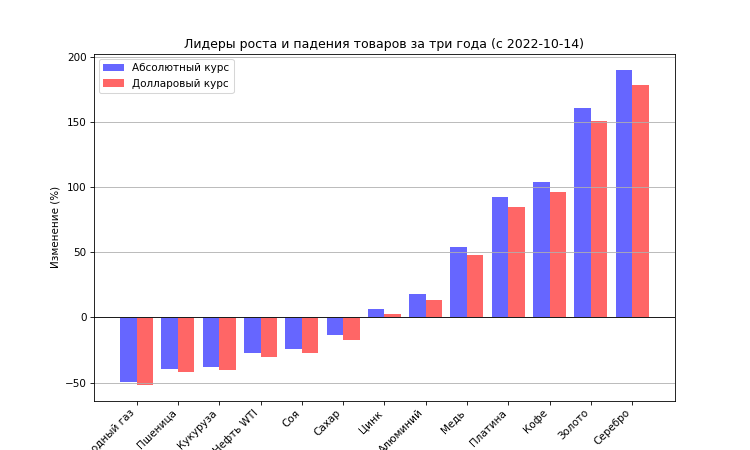 Лидеры роста и падения товаров за три года (с 2022-10-14)
Абсолютный курс
Долларовый курс
Изменение (%)
200
150
100
50
0
−50
одный газ
Пшеница
Кукуруза
Нефть WTI
Соя
Сахар
Цинк
Алюминий
Медь
Платина
Кофе
Золото
Серебро